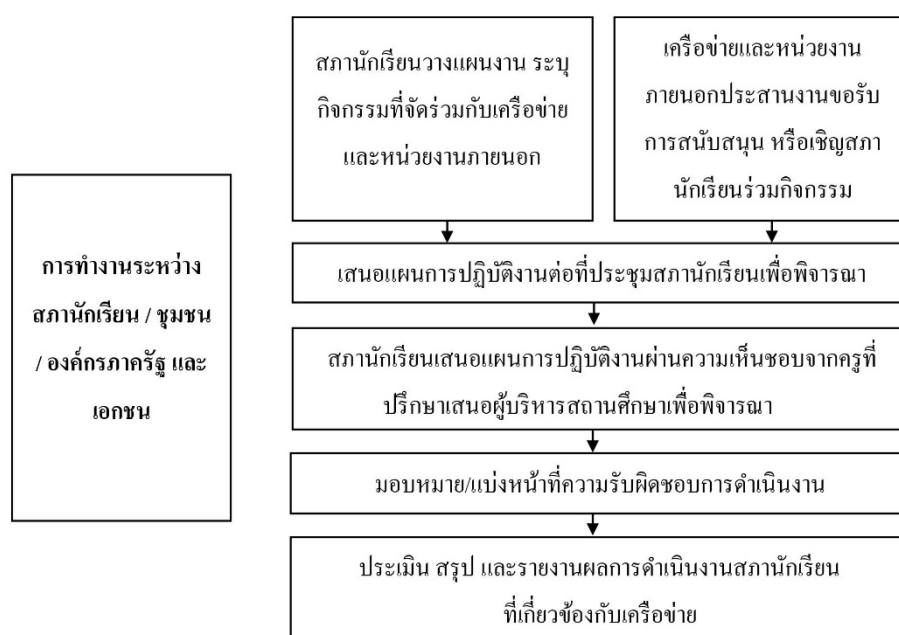 สภานักเรียนวางแผนงาน ระบุ
กิจกรรมที่จัดร่วมกับเครือข่าย
และหน่วยงานภายนอก
เครือข่ายและหน่วยงาน
ภายนอกประสานงานขอรับ
การสนับสนุน หรือเชิญสภา
นักเรียนร่วมกิจกรรม
การทำงานระหว่าง
สภานักเรียน / ชุมชน
/ องค์กรภาครัฐ และ
เอกชน
เสนอแผนการปฏิบัติงานต่อที่ประชุมสภานักเรียนเพื่อพิจารณา
สภานักเรียนเสนอแผนการปฏิบัติงานผ่านความเห็นชอบจากครูที่
ปรึกษาเสนอผู้บริหารสถานศึกษาเพื่อพิจารณา
มอบหมาย/แบ่งหน้าที่ความรับผิดชอบการดำเนินงาน
ประเมิน สรุป และรายงานผลการดำเนินงานสภานักเรียน
ที่เกี่ยวข้องกับเครือข่าย